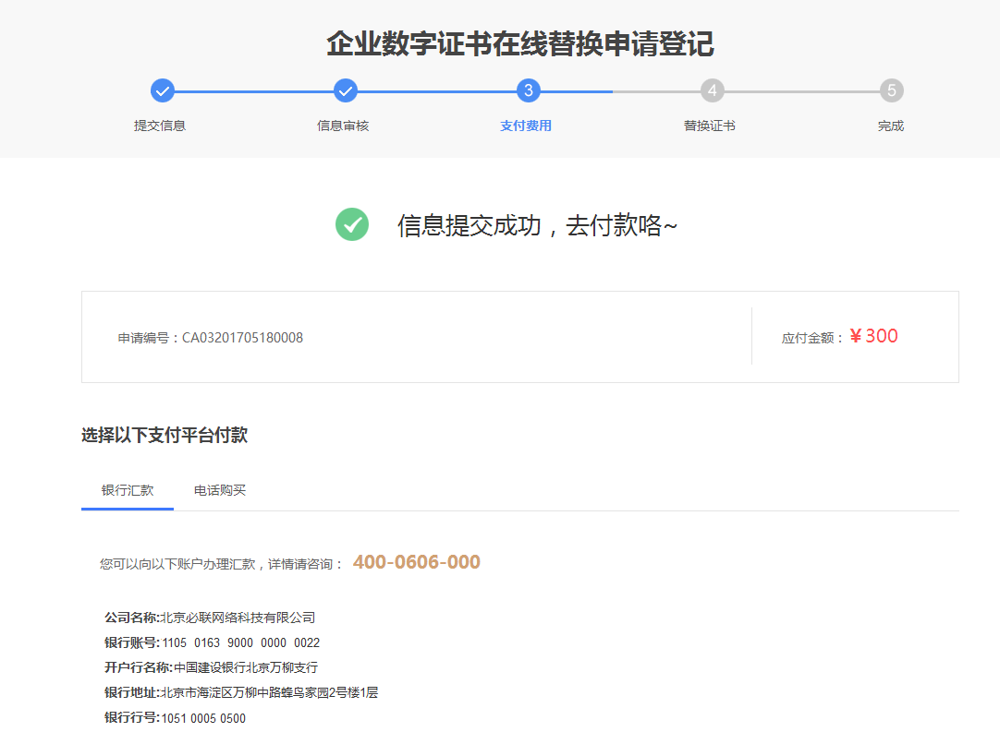 企业数字证书在线替换申请登记
3 4 5
提交信息 信息审核 支付费用 替换证书 完成
信息提交成功，去付款咯~
申请编号：CA03201705180008 应付金额：￥300
选择以下支付平台付款
银行汇款 电话购买
您可以向以下账户办理汇款，详情请咨询： 400-0606-000
公司名称:北京必联网络科技有限公司
银行账号:1105 0163 9000 0000 0022
开户行名称:中国建设银行北京万柳支行
银行地址:北京市海淀区万柳中路蜂鸟家园2号楼1层
银行行号:1051 0005 0500